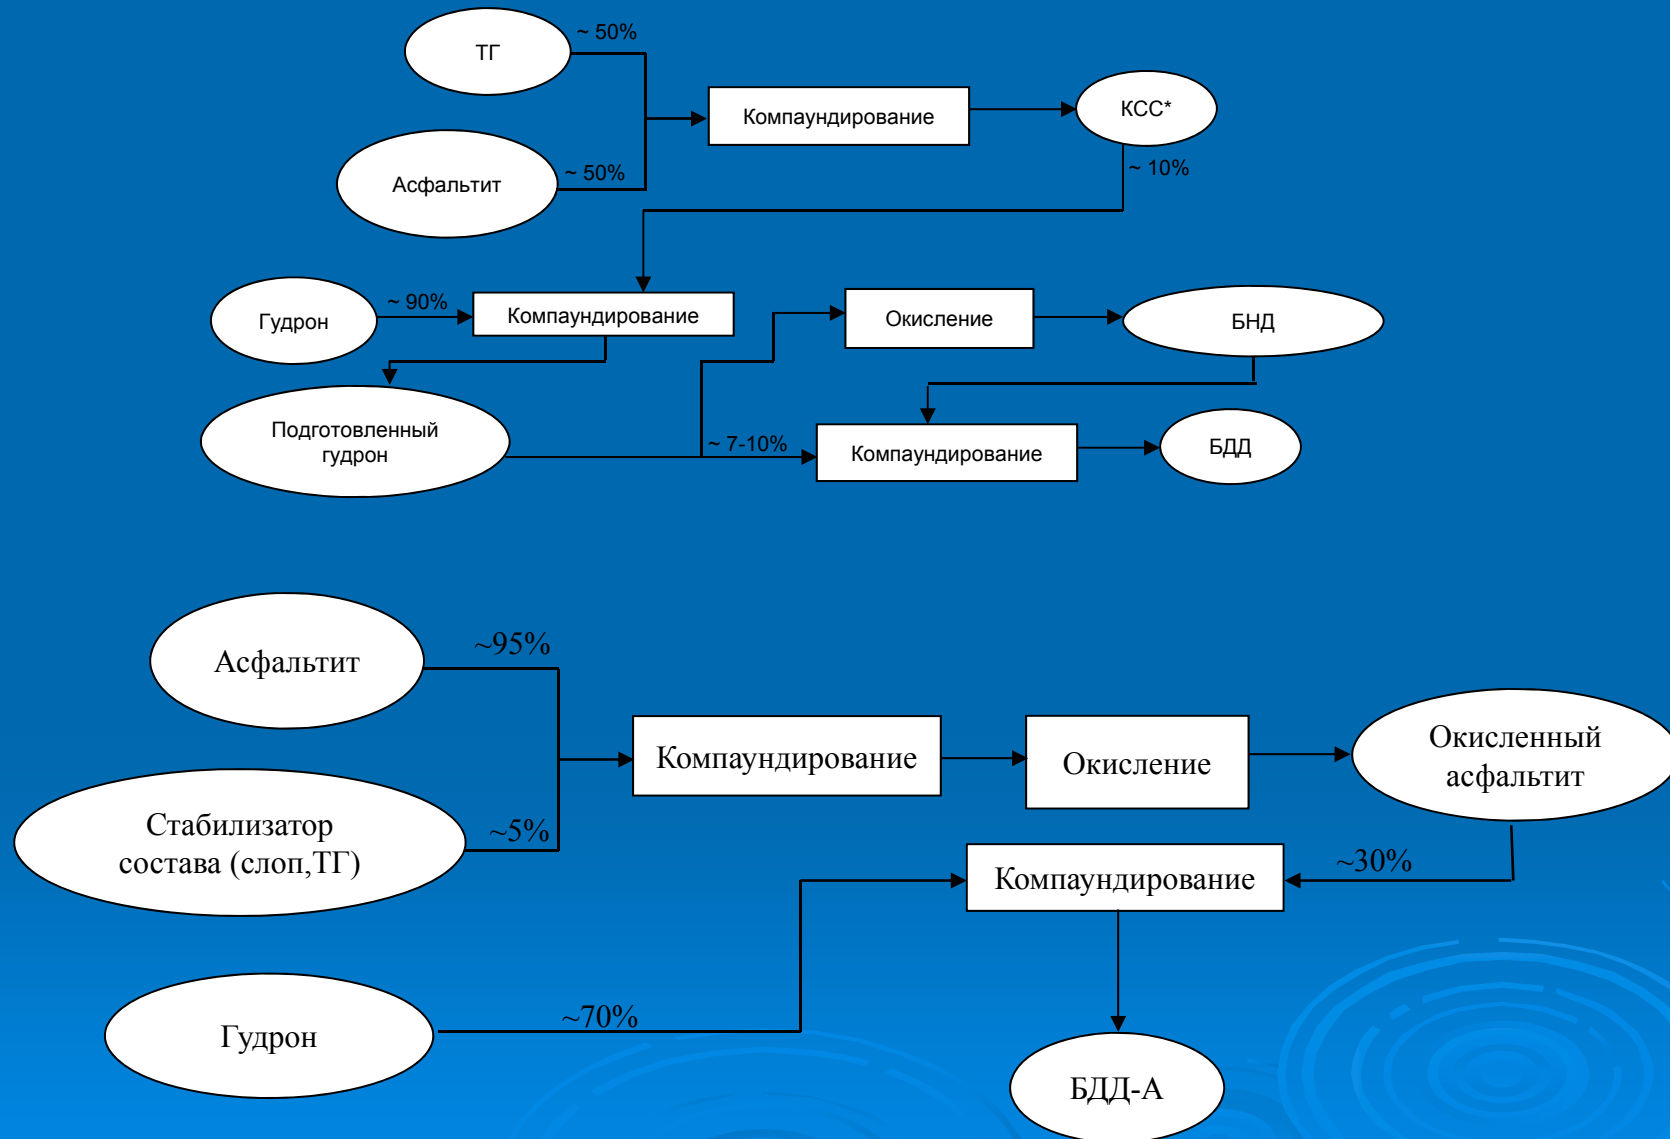 ТГ
~ 50%
Компаундирование
КСС*
Асфальтит
~ 50%
~ 10%
Гудрон
~ 90%
Компаундирование
Окисление
БНД
Подготовленный
гудрон
~ 7-10%
Компаундирование
БДД
Асфальтит
~95%
Компаундирование
Окисление
Окисленный
асфальтит
Стабилизатор
состава (слоп,ТГ)
~5%
Компаундирование
~30%
Гудрон
~70%
БДД-А